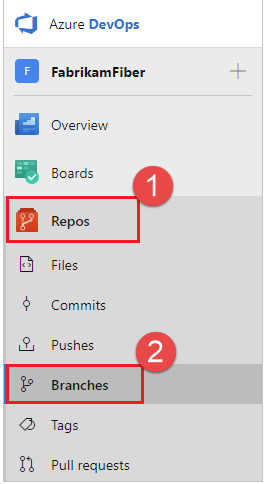 Azure DevOps
F FabrikamFiber
Overview
Boards
1
Repos
Files
Commits
Pushes
2
Branches
Tags
Pull requests